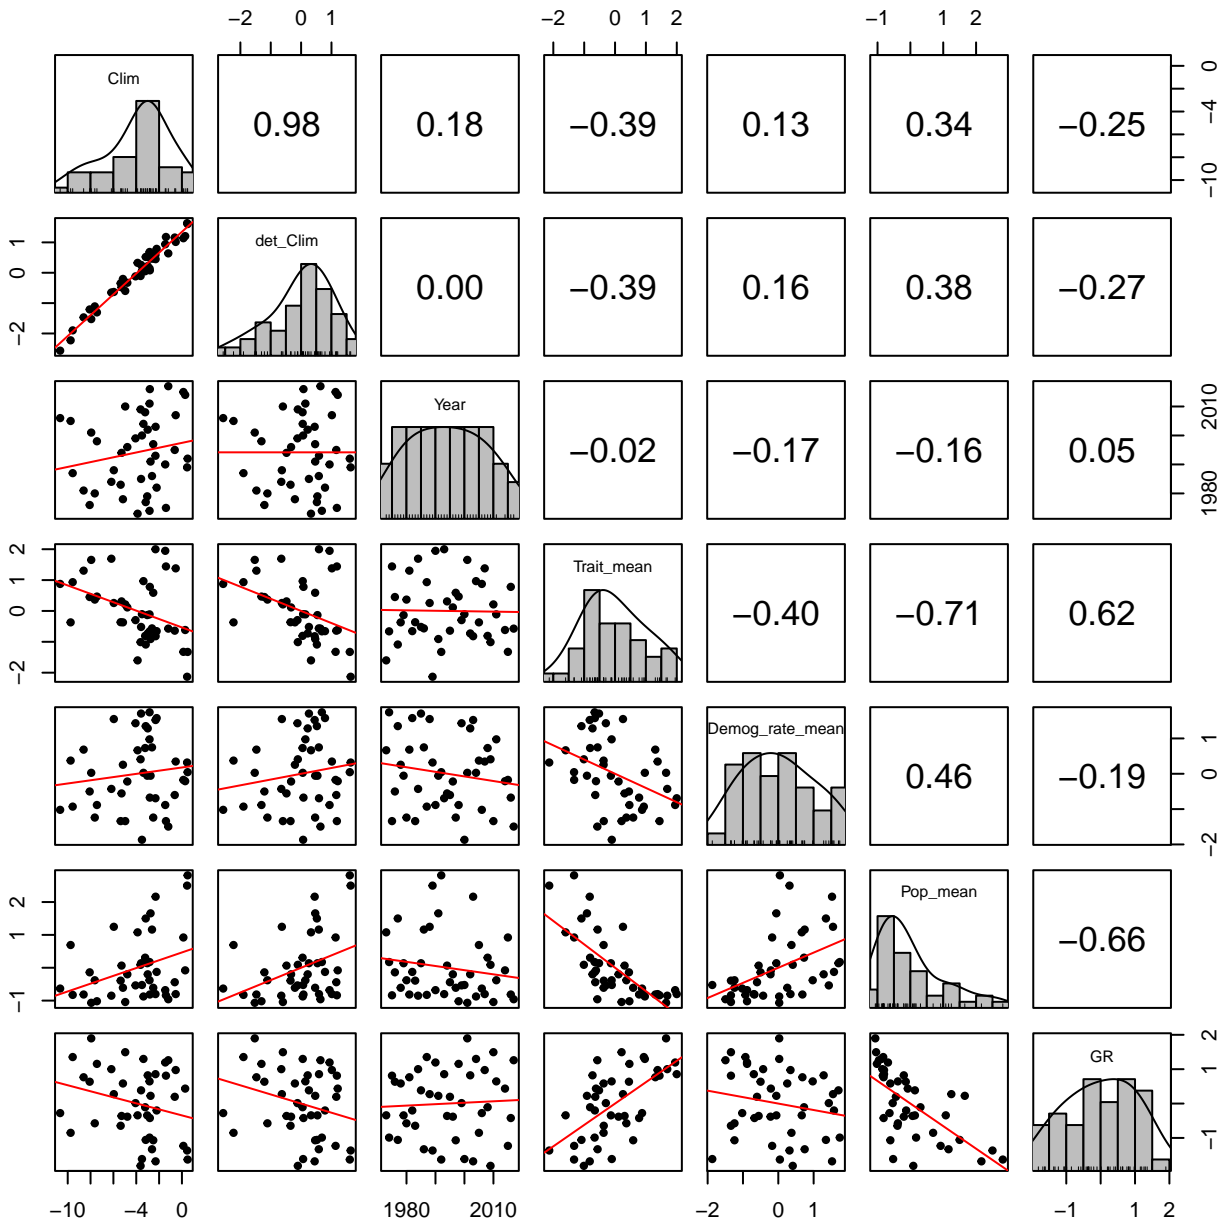 −2 0 1 −1 0 1 2 −1 1 2
Clim 0.98 0.18 −0.39 0.13 0.34 −0.25
0 −4 −10
1 0 −2
det_Clim 0.00 −0.39 0.16 0.38 −0.27
Year −0.02 −0.17 −0.16 0.05
2010 1980
2 1 0 −2
Trait_mean −0.40 −0.71 0.62
Demog_rate_mean 0.46 −0.19
1 0 −2
2 1 −1
Pop_mean −0.66
GR
2 1 −1
−10 −4 0 1980 2010 −2 0 1 −1 1 2